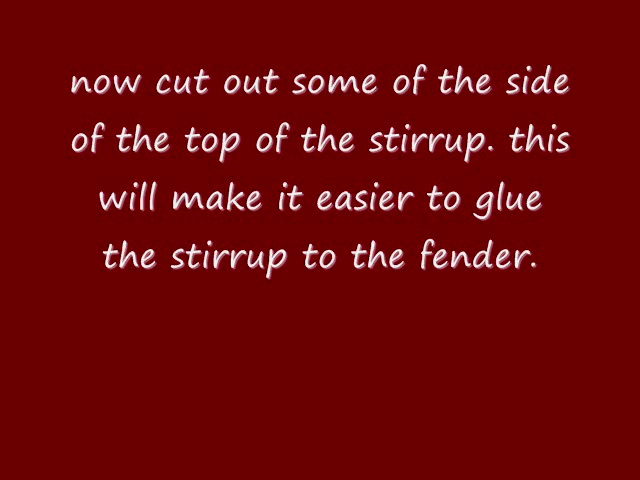 now cut out some of the side
of the top of the stirrup. this
will make it easier to glue
the stirrup to the fender.